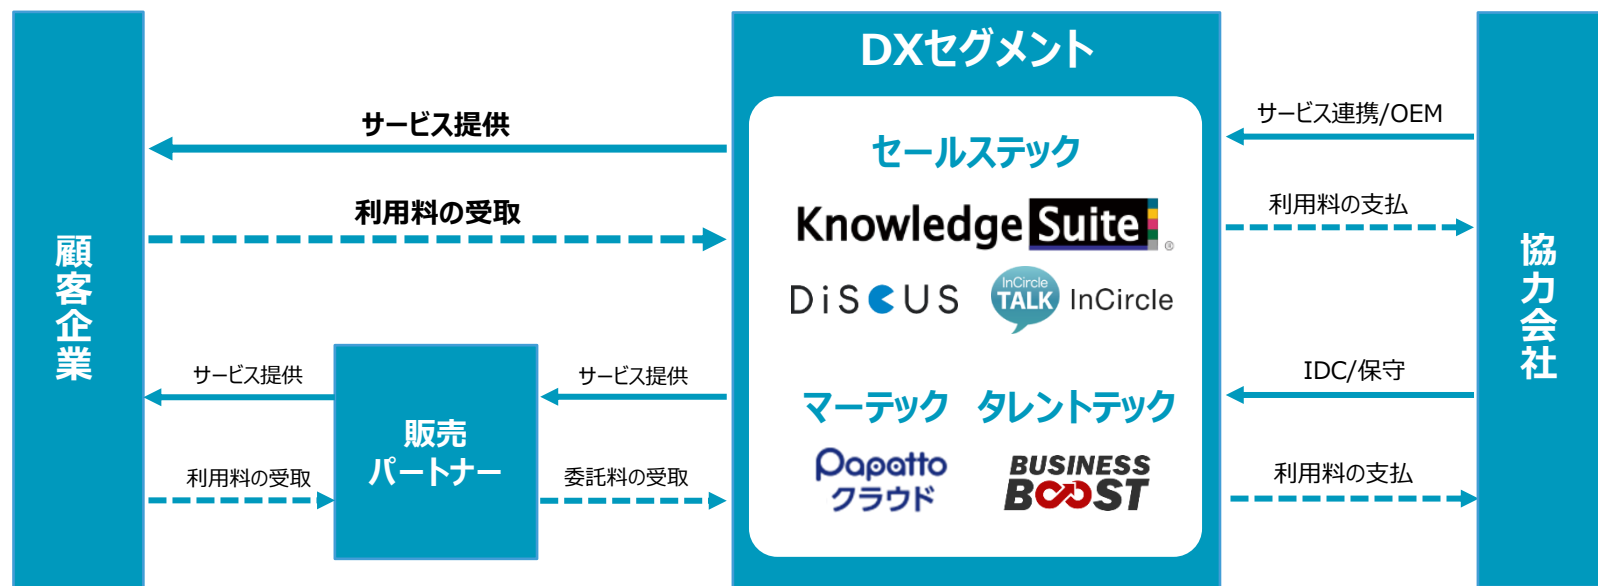 DXセグメント
サービス提供
サービス連携/OEM
セールステック
利用料の受取
Knowledge Suite ®
利用料の支払
顧客企業
協力会社
DiSCUS
InCircle
TALK
InCircle
サービス提供
サービス提供
IDC/保守
マーテック
タレントテック
販売
パートナー
Papatto
クラウド
BUSINESS
BOOST
利用料の受取
委託料の受取
利用料の支払